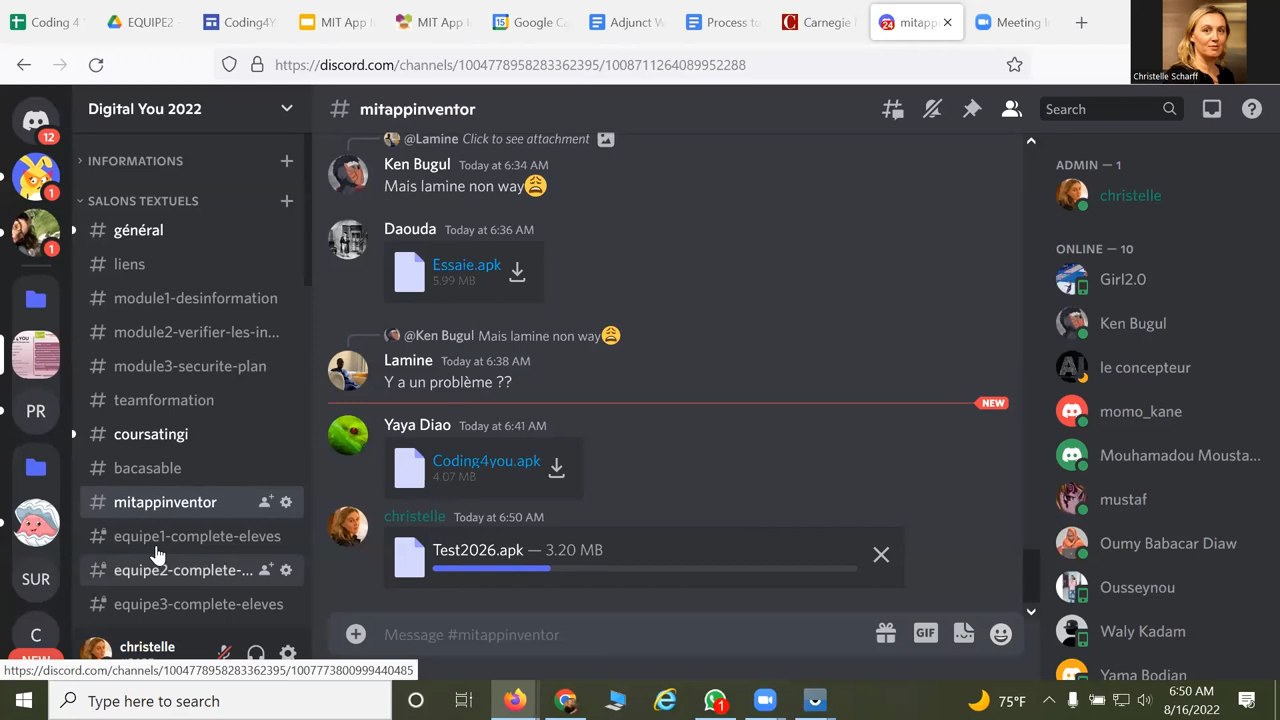 Coding 4
EQUIPE2
Coding4Y
MIT App I
MIT App I
Google Ca
Adjunct W
Process to
Carnegie
24
mitappi
Meeting I
https://discord.com/channels/1004778958283362395/1008711264089952288
Christelle Scharff
12
1
1
PR
SUR
C
NEW
Digital You 2022
INFORMATIONS
SALONS TEXTUELS
# général
# liens
# module1-desinformation
# module2-verifier-les-in...
# module3-securite-plan
# teamformation
# coursatingi
# bacasable
# mitappinventor
# equipe1-complete-eleves
# equipe2-complete-...
# equipe3-complete-eleves
christelle
https://discord.com/channels/1004778958283362395/1007773800999440485
# mitappinventor
Search
@Lamine Click to see attachment
Ken Bugul Today at 6:34 AM
Mais lamine non way😩
Daouda Today at 6:36 AM
Essaie.apk
5.99 MB
@Ken Bugul Mais lamine non way😩
Lamine Today at 6:38 AM
Y a un problème ??
NEW
Yaya Diao Today at 6:41 AM
Coding4you.apk
4.07 MB
christelle Today at 6:50 AM
Test2026.apk — 3.20 MB
Message #mitappinventor
GIF
ADMIN — 1
christelle
ONLINE — 10
Girl2.0
Ken Bugul
le concepteur
momo_kane
Mouhamadou Mousta...
mustaf
Oumy Babacar Diaw
Ousseynou
Waly Kadam
Yama Bodian
Type here to search
1
75°F
6:50 AM
8/16/2022